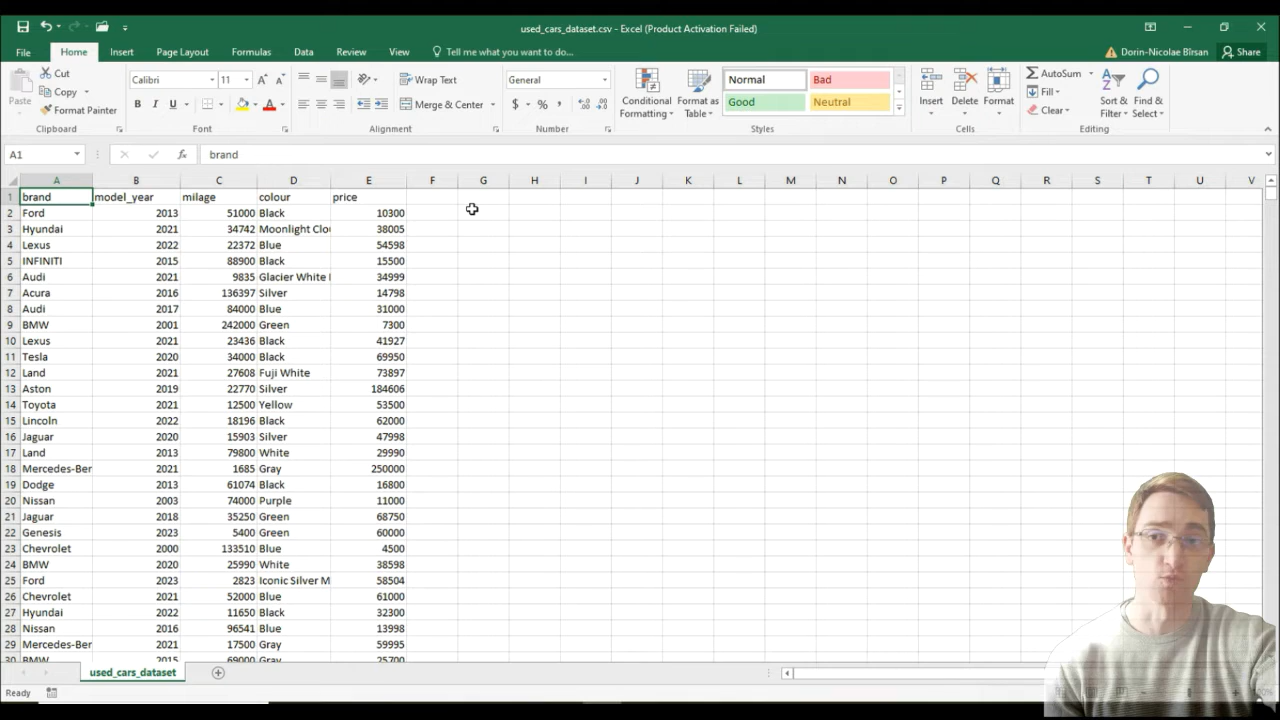 used_cars_dataset.csv - Excel (Product Activation Failed)
File Home Insert Page Layout Formulas Data Review View Tell me what you want to do... Dorin-Nicolae Bîrsan Share
Paste
Cut
Copy
Format Painter
Clipboard
Calibri 11
B I U
Font
Wrap Text
Merge & Center
Alignment
General
$ % ,
Number
Conditional Formatting
Format as Table
Normal Bad
Good Neutral
Styles
Insert Delete Format
Cells
AutoSum
Fill
Clear
Sort & Filter
Find & Select
Editing
A1 fx brand
A B C D E F G H I J K L M N O P Q R S T U V
1 brand model_year milage colour price
2 Ford 2013 51000 Black 10300
3 Hyundai 2021 34742 Moonlight Clou 38005
4 Lexus 2022 22372 Blue 54598
5 INFINITI 2015 88900 Black 15500
6 Audi 2021 9835 Glacier White 34999
7 Acura 2016 136397 Silver 14798
8 Audi 2017 84000 Blue 31000
9 BMW 2001 242000 Green 7300
10 Lexus 2021 23436 Black 41927
11 Tesla 2020 34000 Black 69950
12 Land 2021 27608 Fuji White 73897
13 Aston 2019 22770 Silver 184606
14 Toyota 2021 12500 Yellow 53500
15 Lincoln 2022 18196 Black 62000
16 Jaguar 2020 15903 Silver 47998
17 Land 2013 79800 White 29990
18 Mercedes-Ber 2021 1685 Gray 250000
19 Dodge 2013 61074 Black 16800
20 Nissan 2003 74000 Purple 11000
21 Jaguar 2018 35250 Green 68750
22 Genesis 2023 5400 Green 60000
23 Chevrolet 2000 133510 Blue 4500
24 BMW 2020 25990 White 38598
25 Ford 2023 2823 Iconic Silver M 58504
26 Chevrolet 2021 52000 Blue 61000
27 Hyundai 2022 11650 Black 32300
28 Nissan 2016 96541 Blue 13998
29 Mercedes-Ber 2021 17500 Gray 59995
30 BMW 2015 69000 Gray 25700
used_cars_dataset
Ready